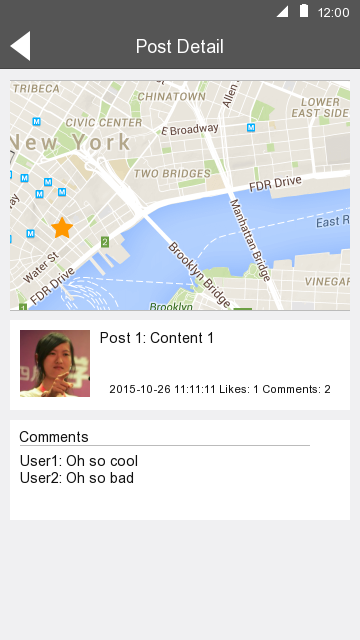 12:00
Post Detail
TRIBECA
CHINATOWN
Allen
LOWER
EAST SIDE
M
CIVIC CENTER
E Broadway
M
New York
TWO BRIDGES
M
M
M
M
M
FDR Drive
Manhattan Bridge
M
M
2
East R
Water St
FDR Drive
Brooklyn Bridge
VINEGAR
Brooklyn
1
Post 1: Content 1
2015-10-26 11:11:11 Likes: 1 Comments: 2
Comments
User1: Oh so cool
User2: Oh so bad